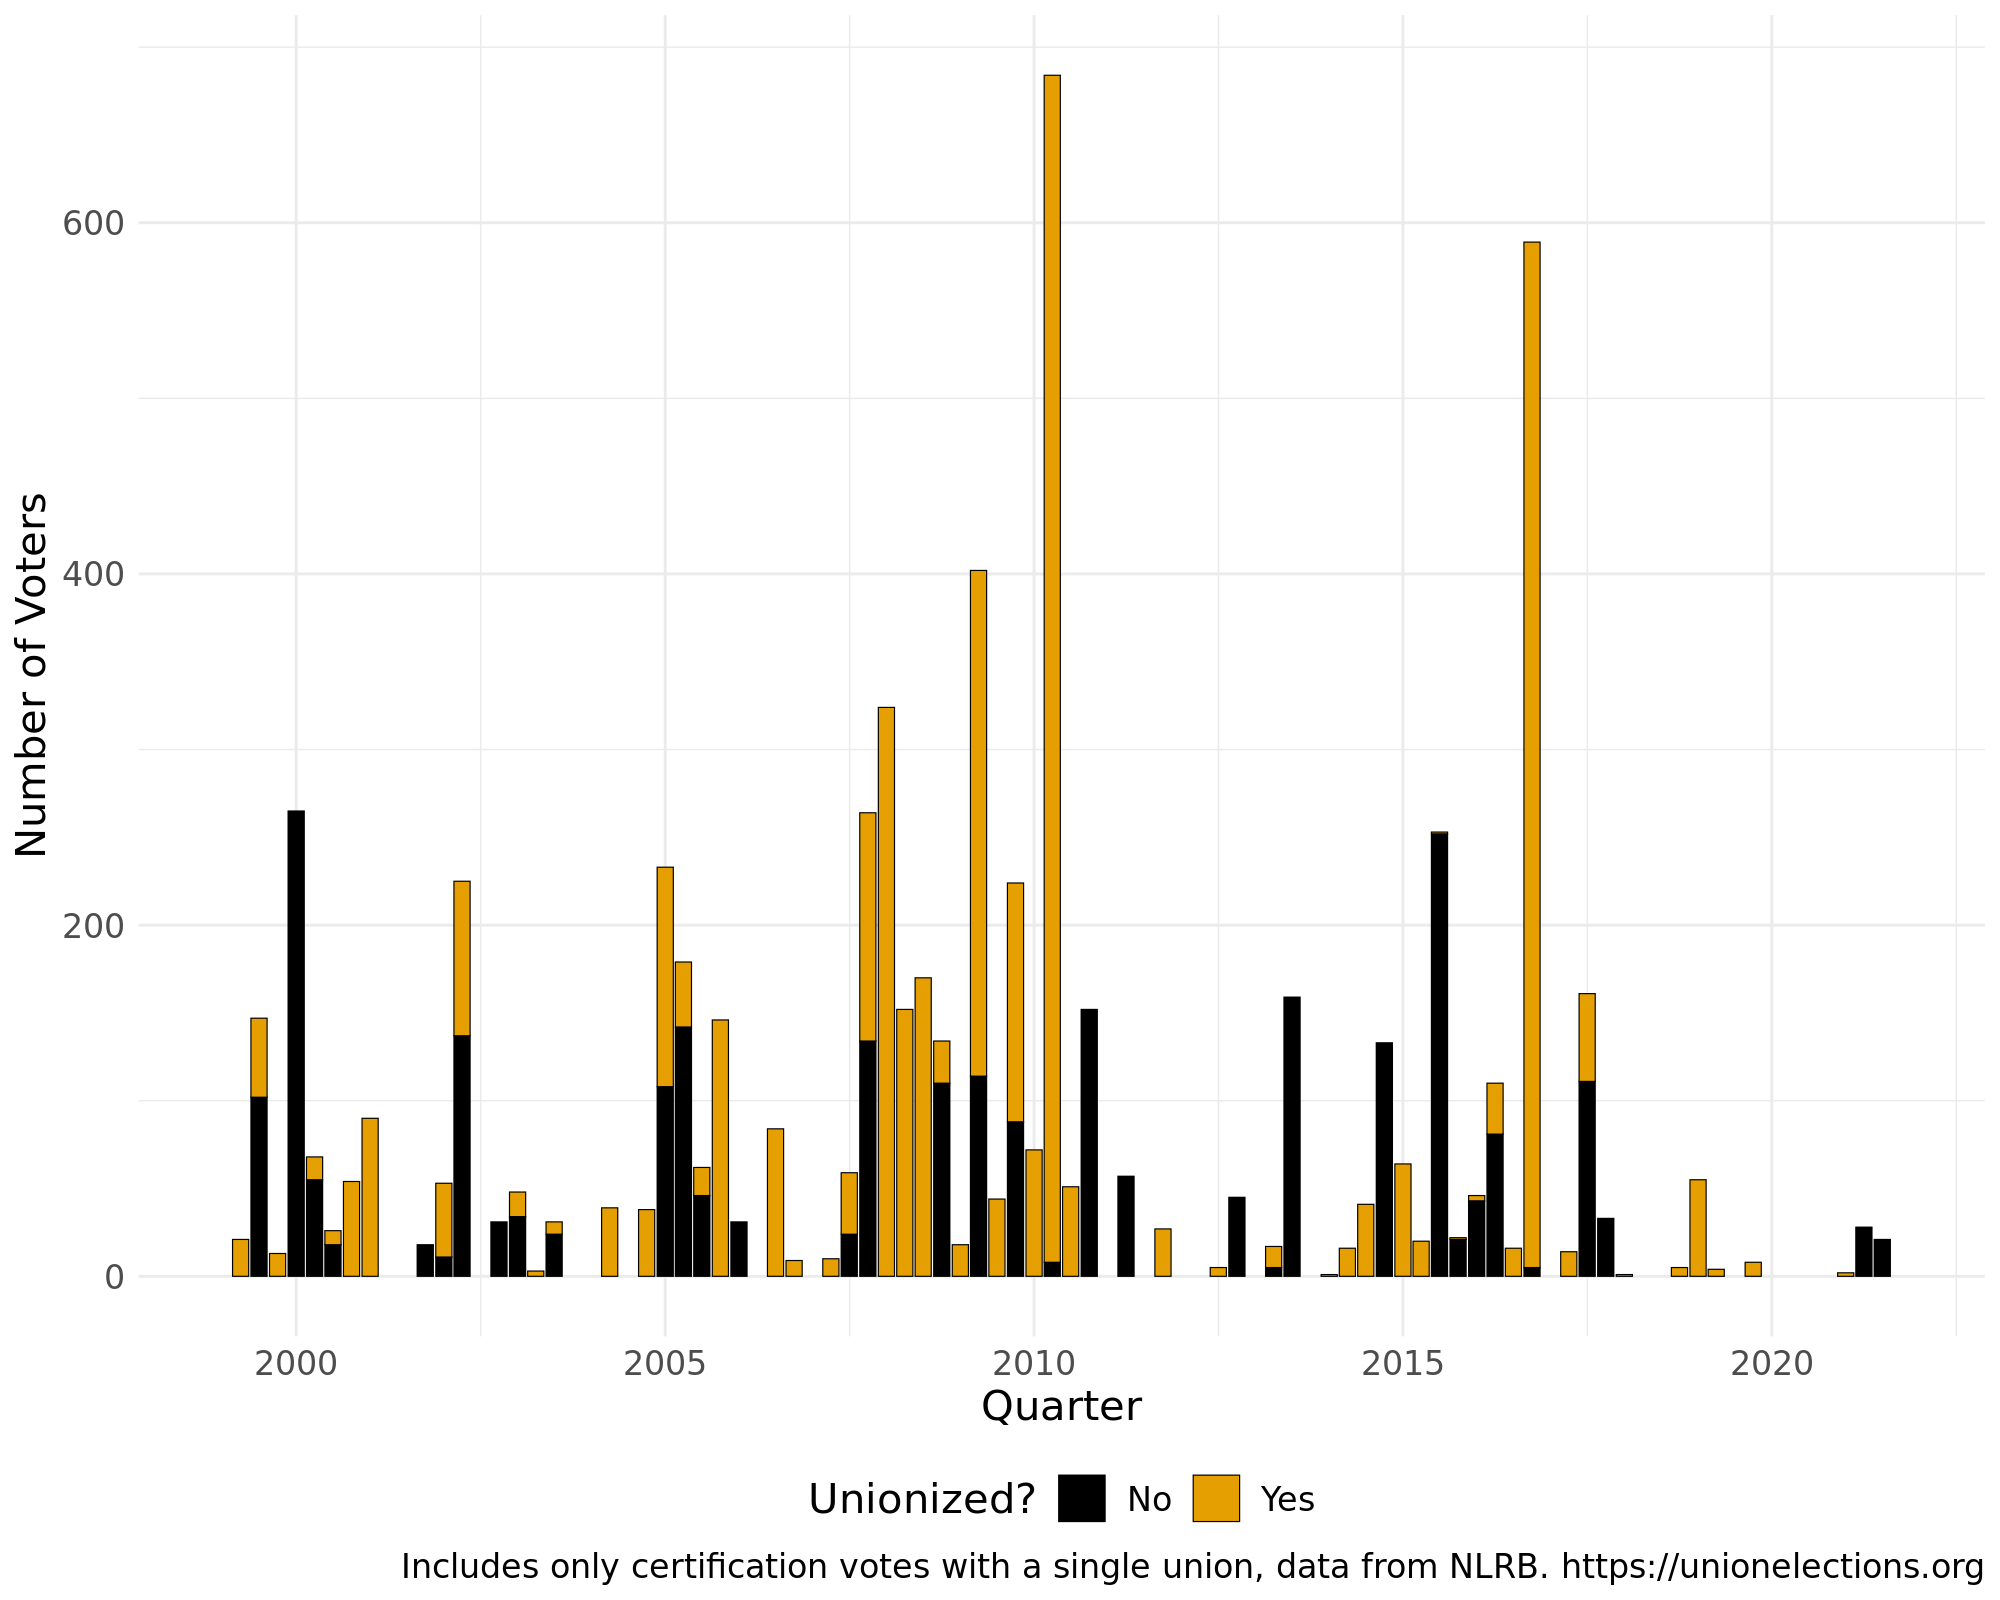 Number of Voters
600
400
200
0
2000 2005 2010 2015 2020
Quarter
Unionized? No Yes
Includes only certification votes with a single union, data from NLRB. https://unionelections.org